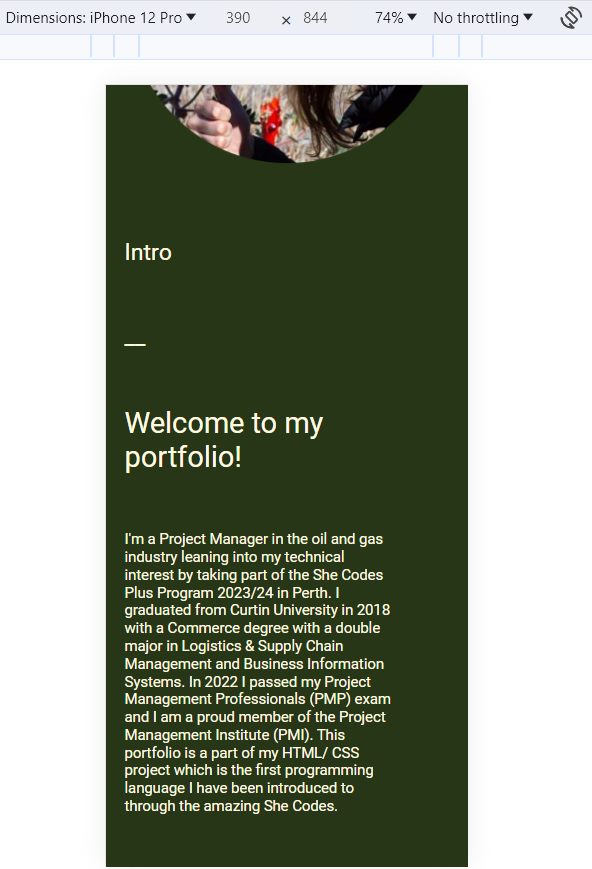 Dimensions: iPhone 12 Pro ▼ 390 × 844 74% ▼ No throttling ▼
Intro
—
Welcome to my
portfolio!
I'm a Project Manager in the oil and gas
industry leaning into my technical
interest by taking part of the She Codes
Plus Program 2023/24 in Perth. I
graduated from Curtin University in 2018
with a Commerce degree with a double
major in Logistics & Supply Chain
Management and Business Information
Systems. In 2022 I passed my Project
Management Professionals (PMP) exam
and I am a proud member of the Project
Management Institute (PMI). This
portfolio is a part of my HTML/ CSS
project which is the first programming
language I have been introduced to
through the amazing She Codes.